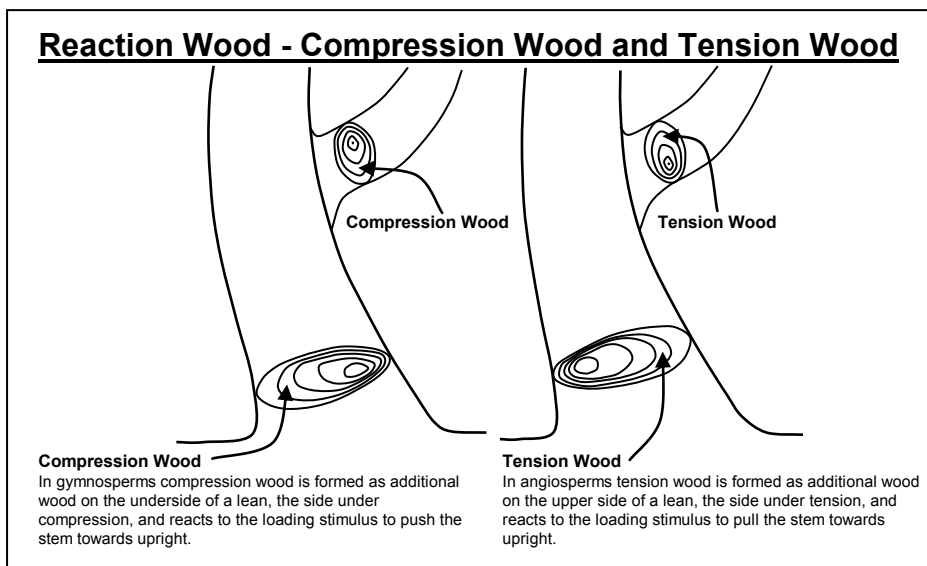 Reaction Wood - Compression Wood and Tension Wood
Compression Wood
Tension Wood
Compression Wood
In gymnosperms compression wood is formed as additional
wood on the underside of a lean, the side under
compression, and reacts to the loading stimulus to push the
stem towards upright.
Tension Wood
In angiosperms tension wood is formed as additional wood
on the upper side of a lean, the side under tension, and
reacts to the loading stimulus to pull the stem towards
upright.